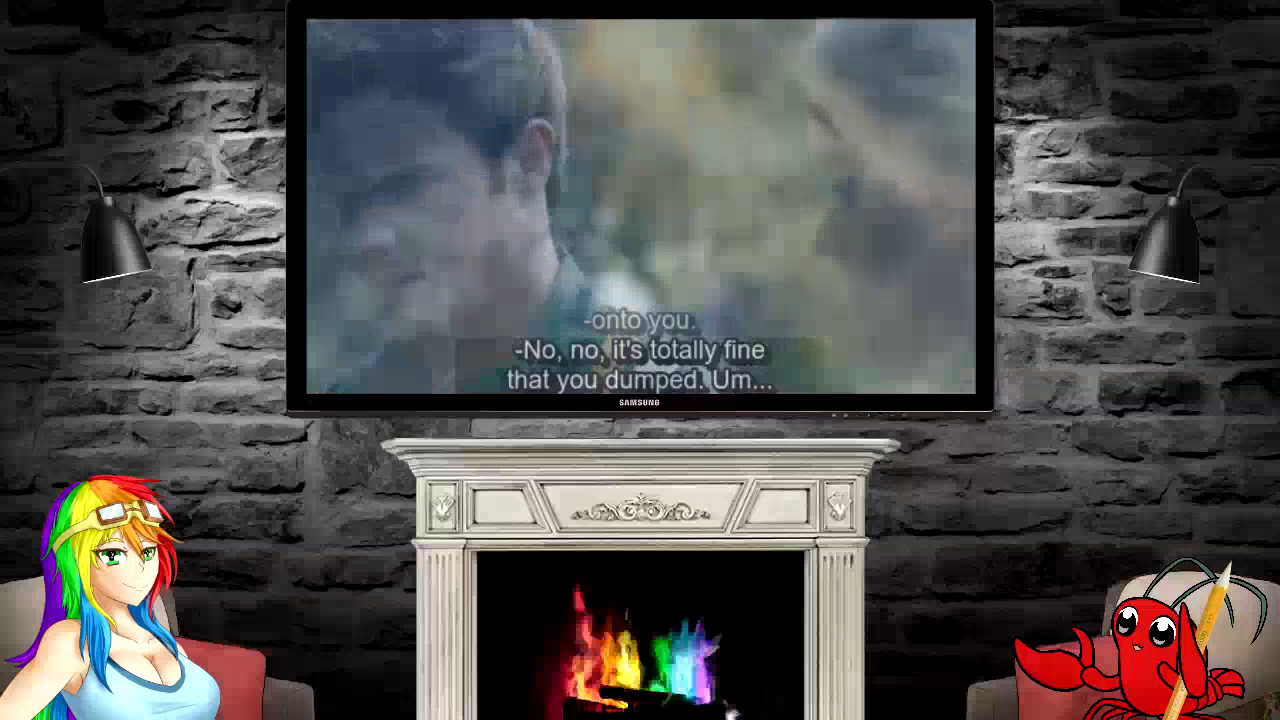 -onto you.
-No, no, it's totally fine
that you dumped. Um...
SAMSUNG